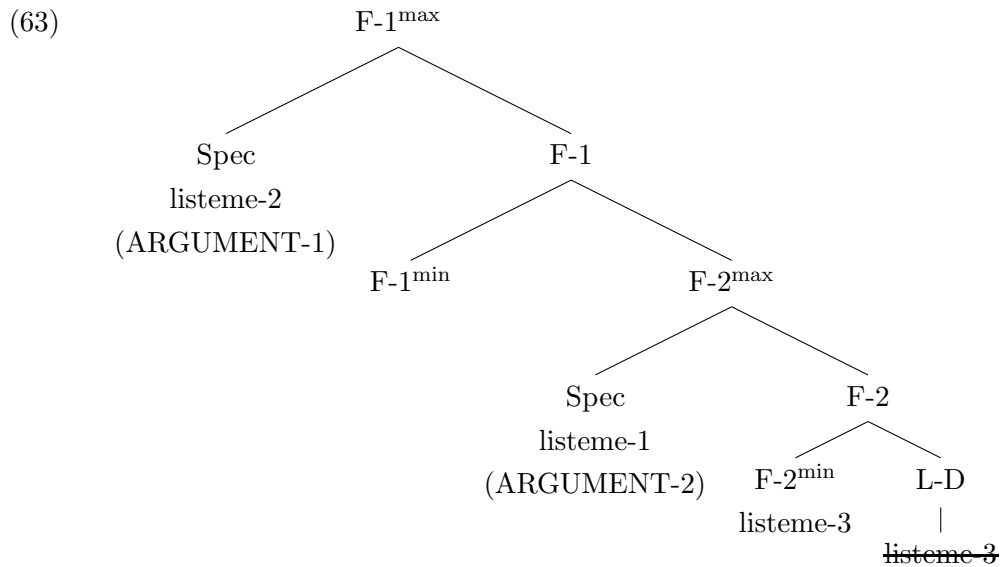 (63)
F-1max
Spec
F-1
listeme-2
(ARGUMENT-1)
F-1min
F-2max
Spec
F-2
listeme-1
(ARGUMENT-2)
F-2min
L-D
listeme-3
listeme-3